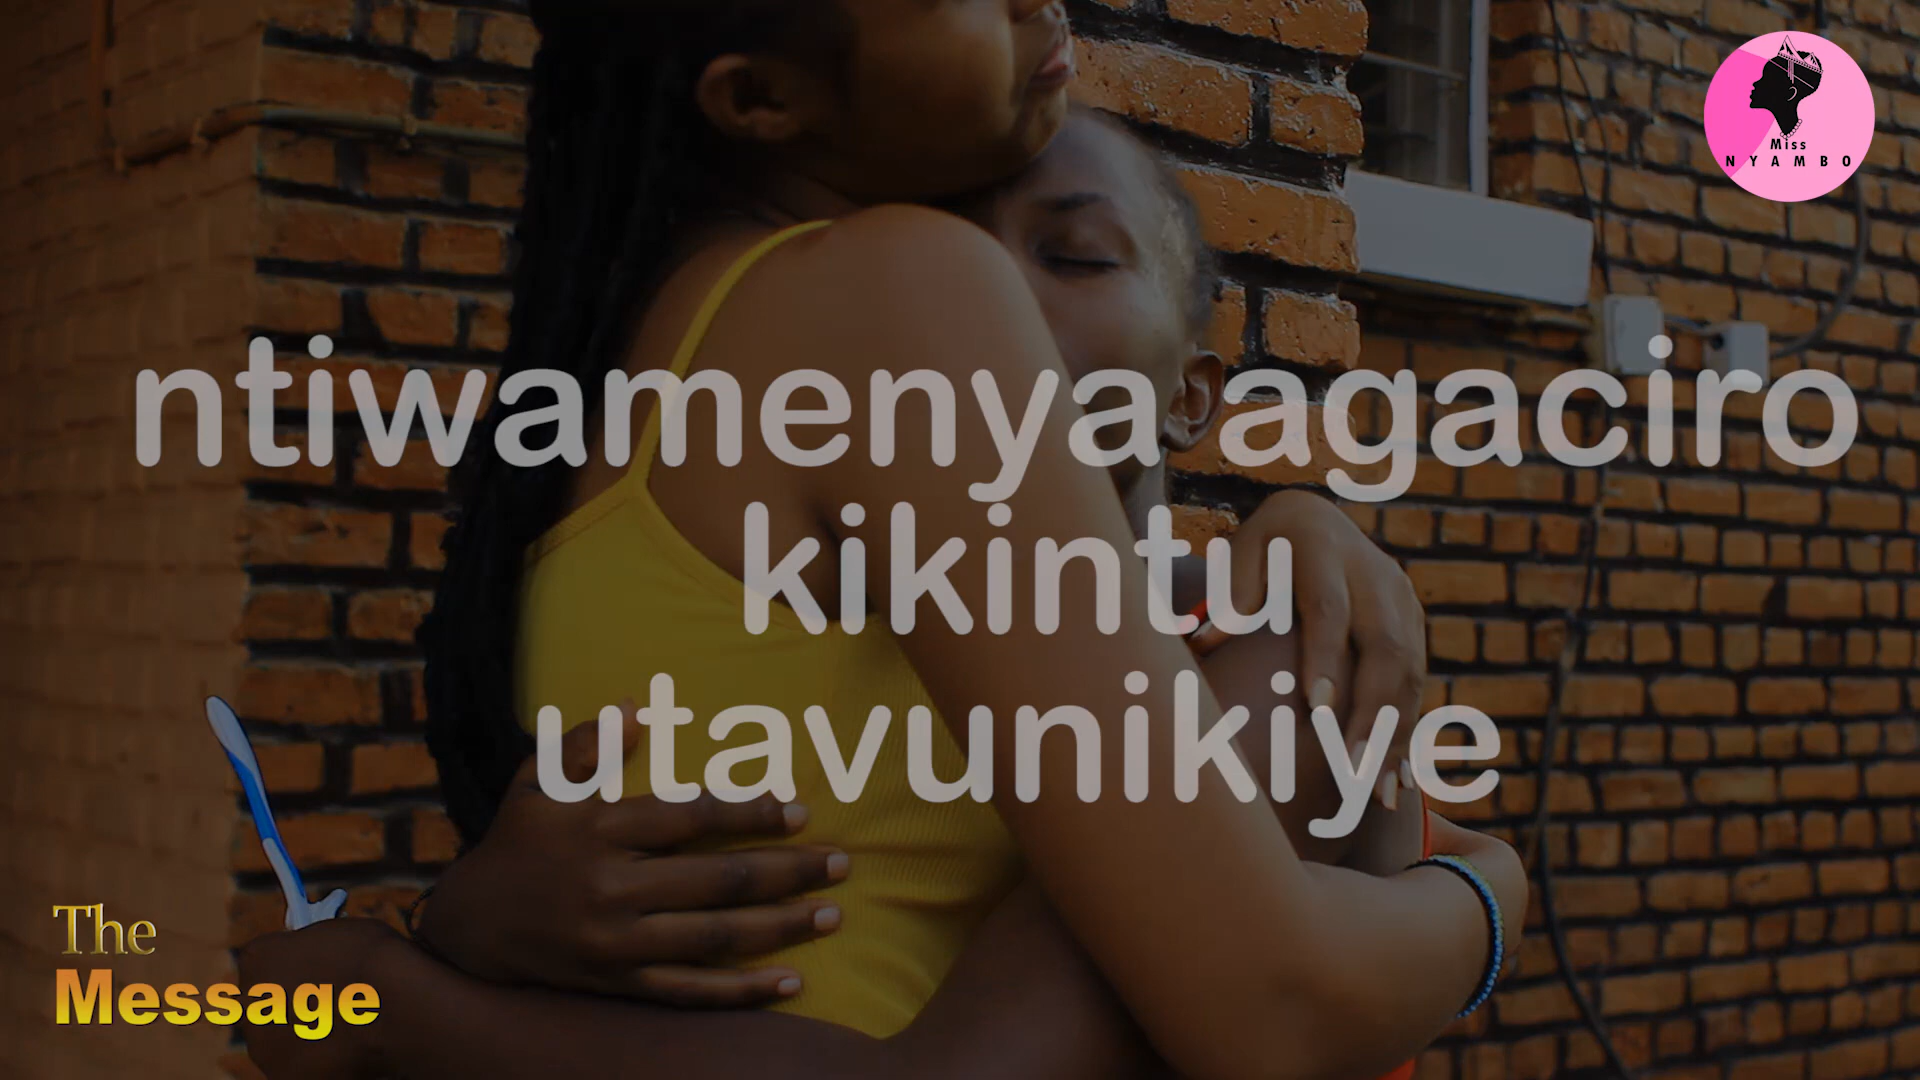 Miss
NYAMBO
ntiwamenya agaciro
kikintu
utavunikiye
The
Message